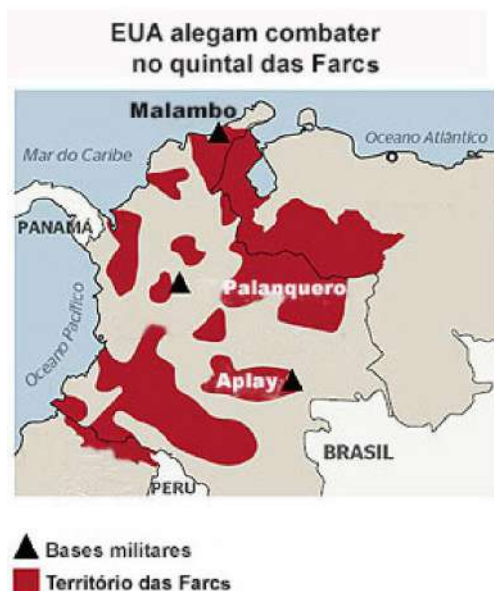 EUA alegam combater
no quintal das Farcs
Malambo
Oceano Atlântico
Mar do Caribe
PANAMÁ
Palanquero
Oceano Pacífico
Aplay
BRASIL
PERU
Bases militares
Território das Farcs